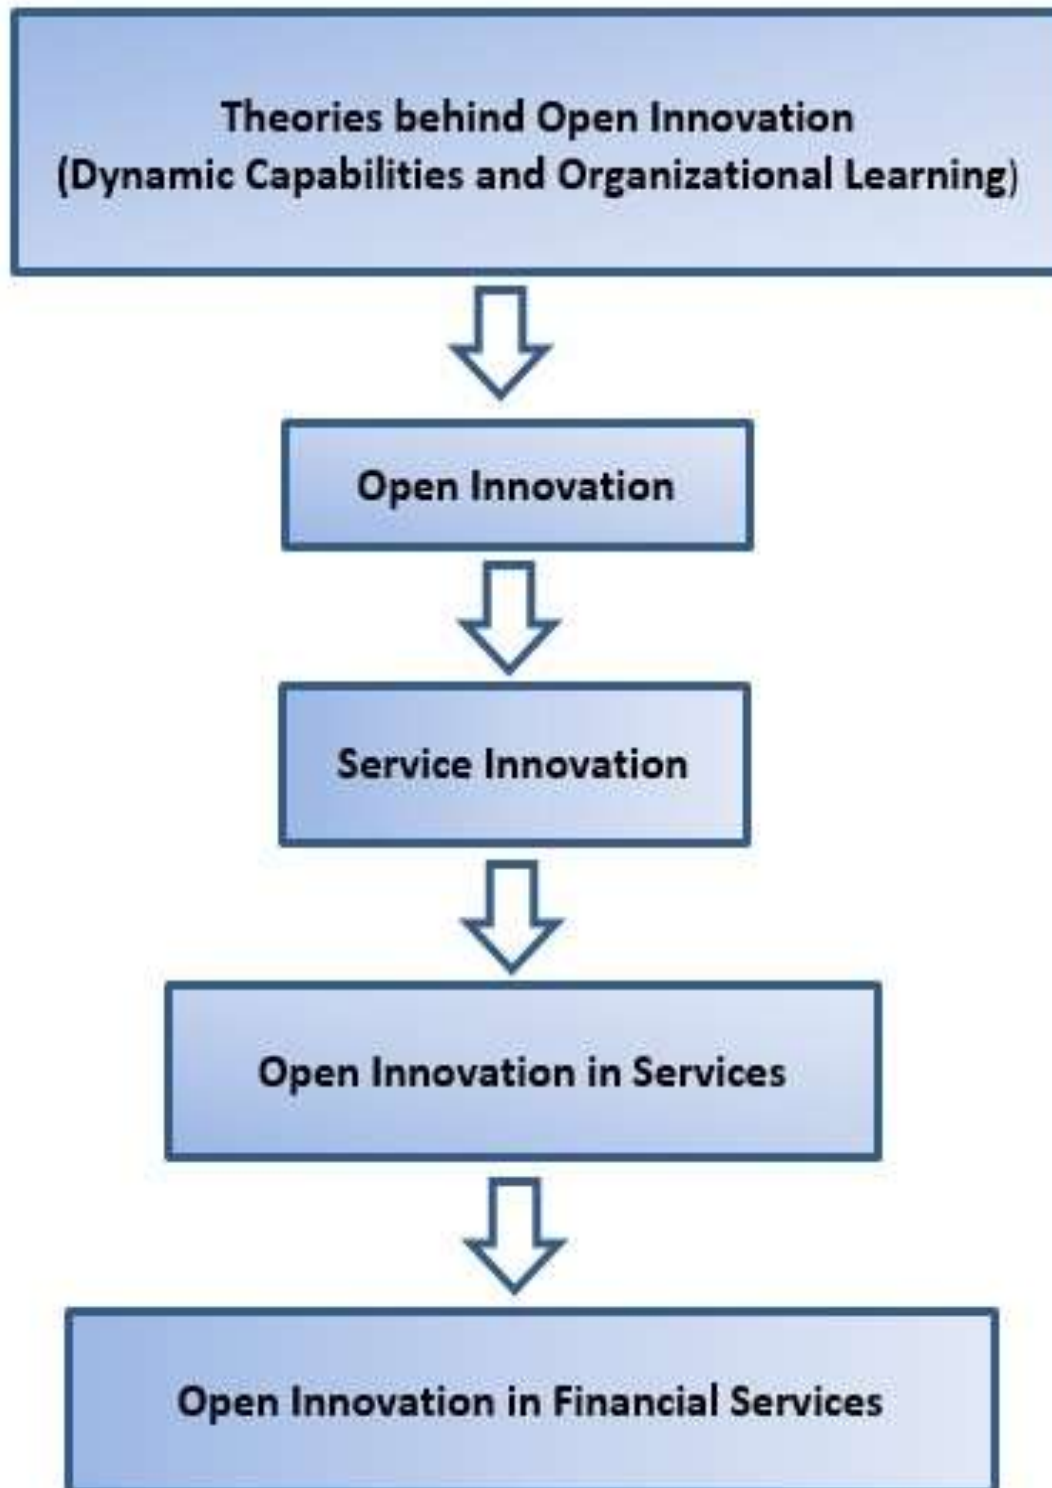 Theories behind Open Innovation
(Dynamic Capabilities and Organizational Learning)
Open Innovation
Service Innovation
Open Innovation in Services
Open Innovation in Financial Services